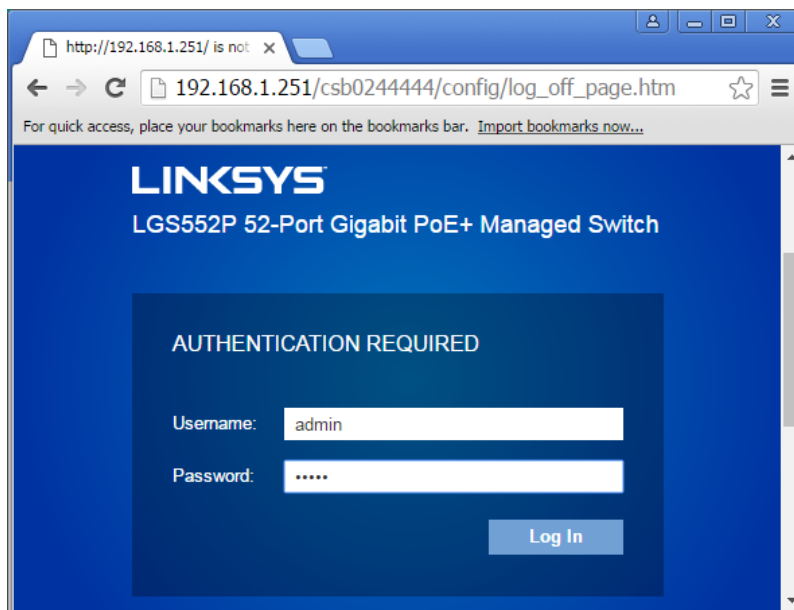 http://192.168.1.251/ is not
192.168.1.251/csb0244444/config/log_off_page.htm
For quick access, place your bookmarks here on the bookmarks bar. Import bookmarks now...
LINKSYS
LGS552P 52-Port Gigabit PoE+ Managed Switch
AUTHENTICATION REQUIRED
Username: admin
Password: •••••
Log In